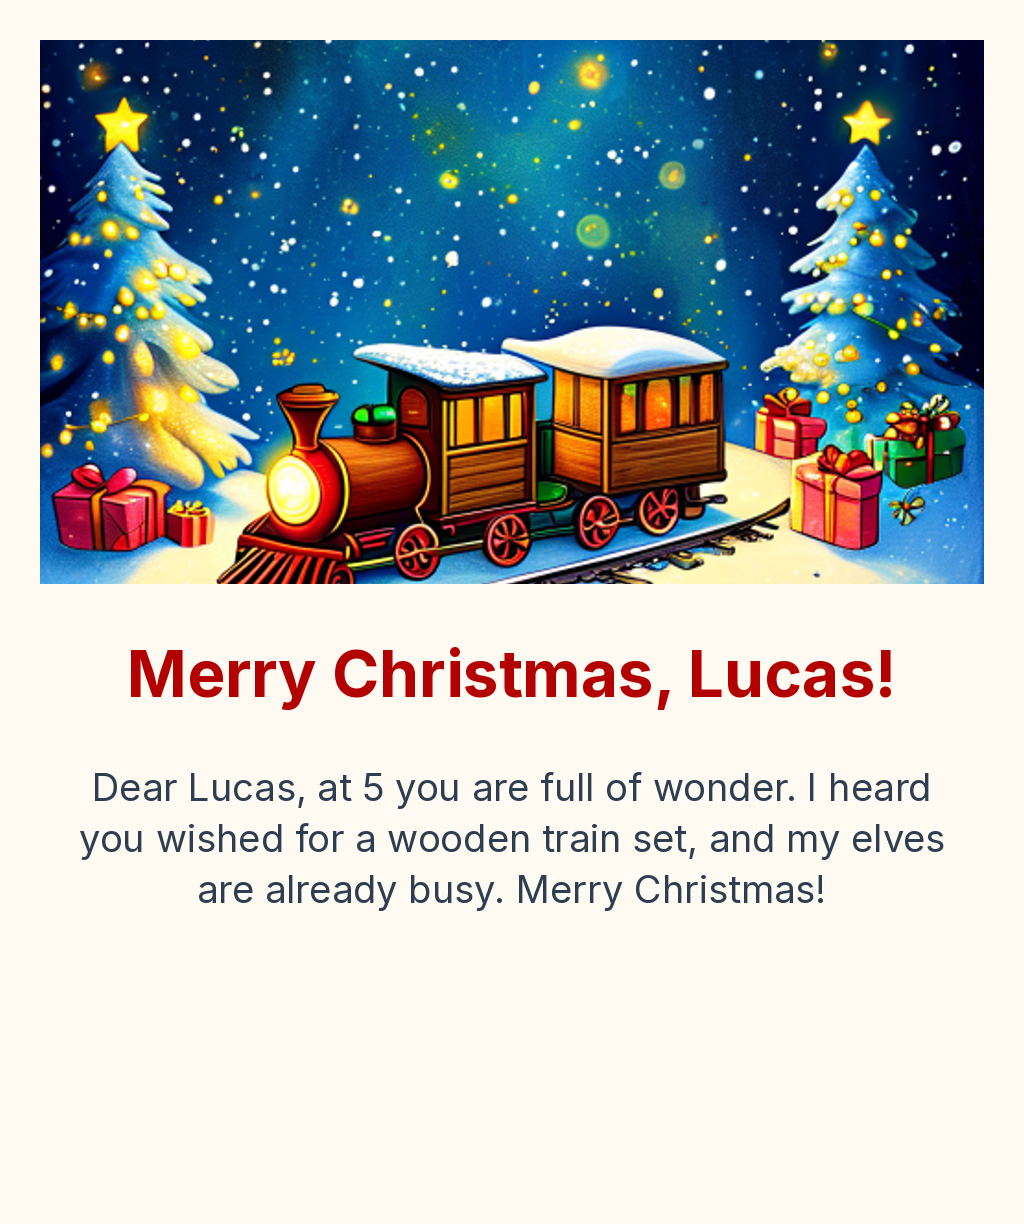 Merry Christmas, Lucas!
Dear Lucas, at 5 you are full of wonder. I heard
you wished for a wooden train set, and my elves
are already busy. Merry Christmas!